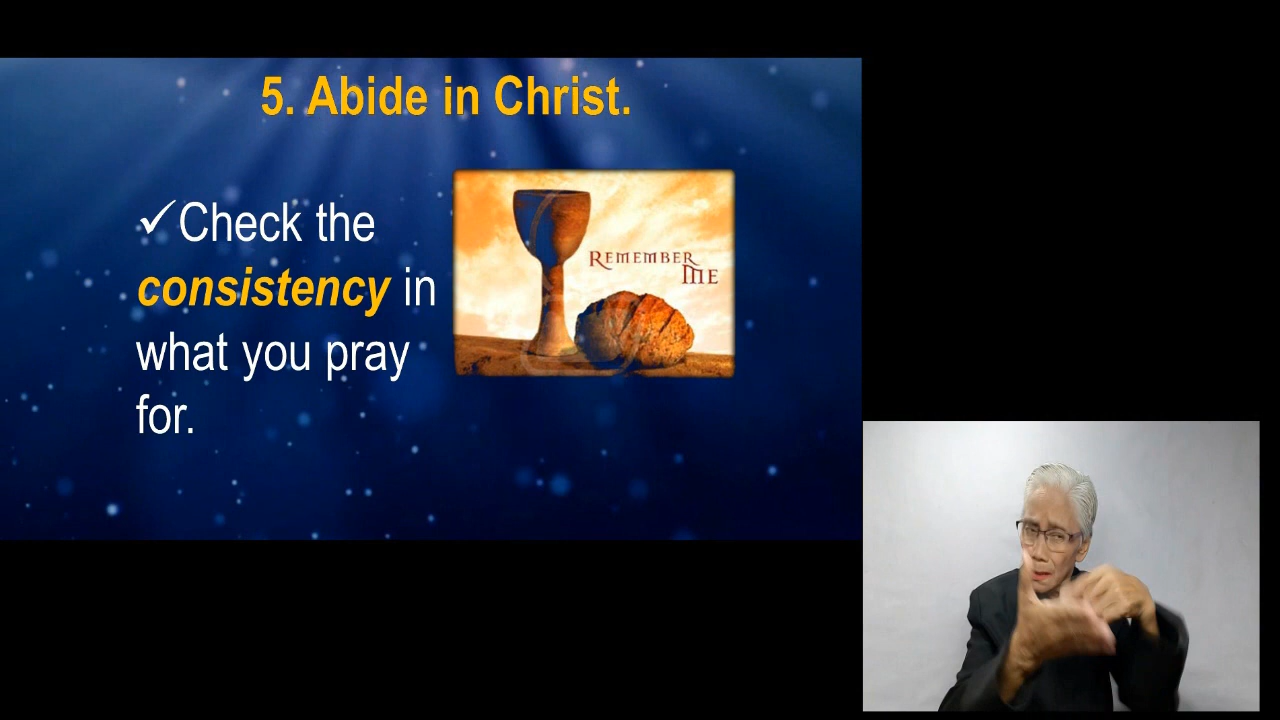 5. Abide in Christ.
✓Check the
consistency in
what you pray
for.
REMEMBER
ME